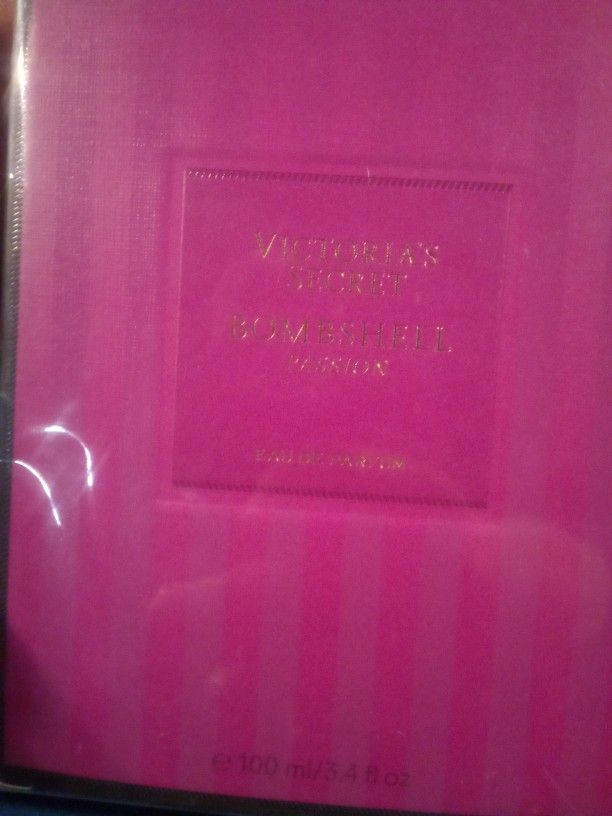 VICTORIA'S
SECRET
BOMBSHELL
PASSION
EAU DE PARFUM
℮ 100 ml/3.4 fl oz